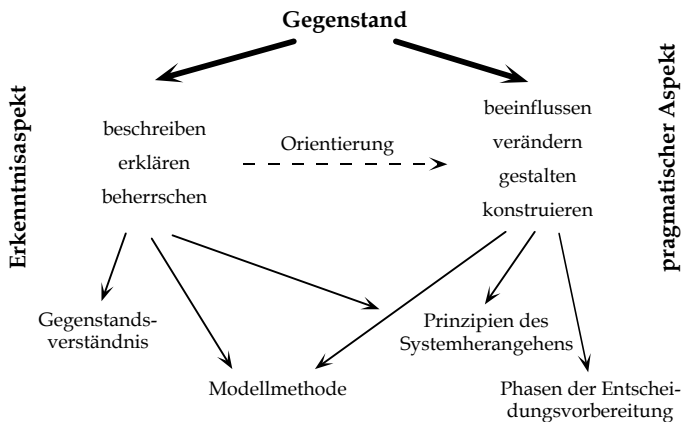 Gegenstand
Erkenntnisaspekt
pragmatischer Aspekt
beschreiben
erklären
beherrschen
Orientierung
beeinflussen
verändern
gestalten
konstruieren
Gegenstands-
verständnis
Modellmethode
Prinzipien des
Systemherangehens
Phasen der Entschei-
dungsvorbereitung